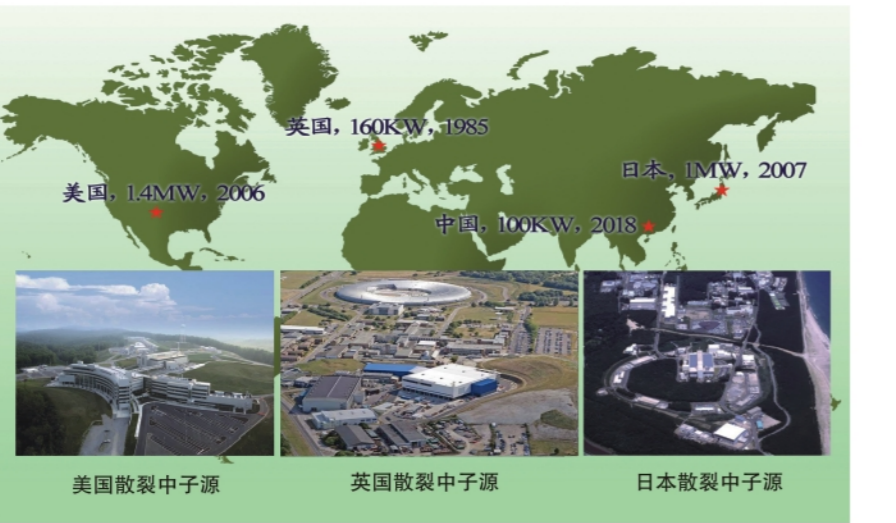 英国，160KW，1985
日本，1MW，2007
美国，1.4MW，2006
中国，100KW，2018
美国散裂中子源
英国散裂中子源
日本散裂中子源